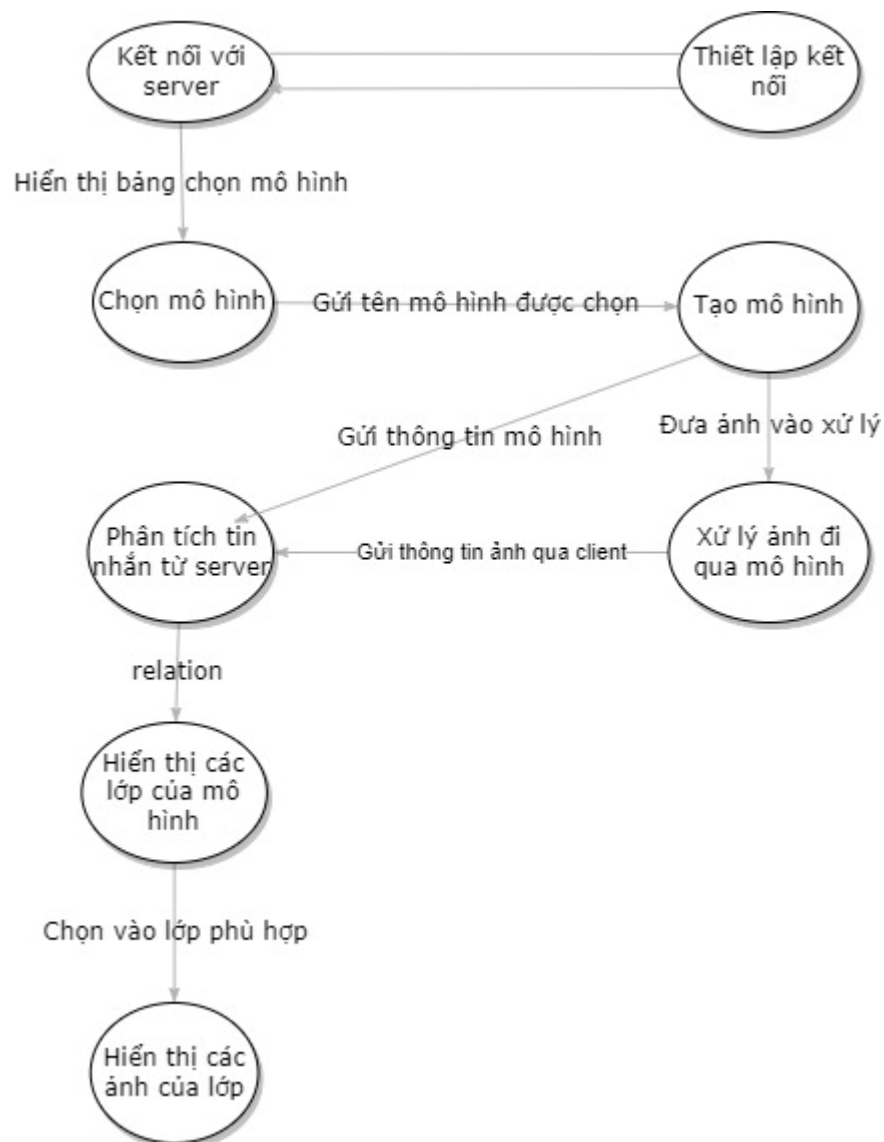 Kết nối với
server
Thiết lập kết
nối
Hiển thị bảng chọn mô hình
Chọn mô hình
Gửi tên mô hình được chọn
Tạo mô hình
Gửi thông tin mô hình
Đưa ảnh vào xử lý
Phân tích tin
nhắn từ server
Gửi thông tin ảnh qua client
Xử lý ảnh đi
qua mô hình
relation
Hiển thị các
lớp của mô
hình
Chọn vào lớp phù hợp
Hiển thị các
ảnh của lớp